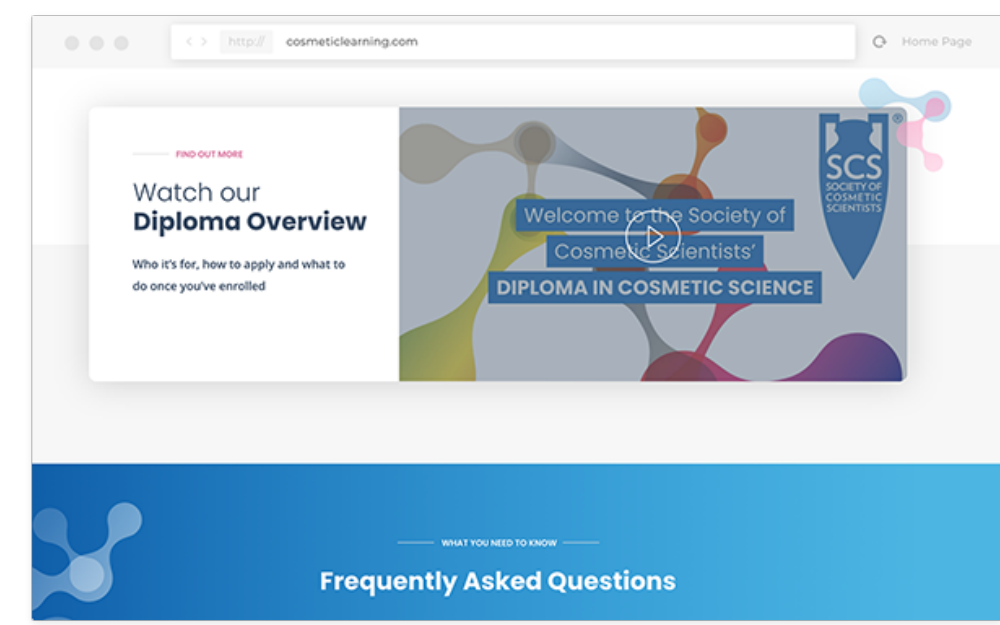 http://
cosmeticlearning.com
Home Page
FIND OUT MORE
Watch our
Diploma Overview
Who it's for, how to apply and what to
do once you've enrolled
Welcome to the Society of
Cosmetic Scientists'
DIPLOMA IN COSMETIC SCIENCE
®
SCS
SOCIETY OF
COSMETIC
SCIENTISTS
WHAT YOU NEED TO KNOW
Frequently Asked Questions